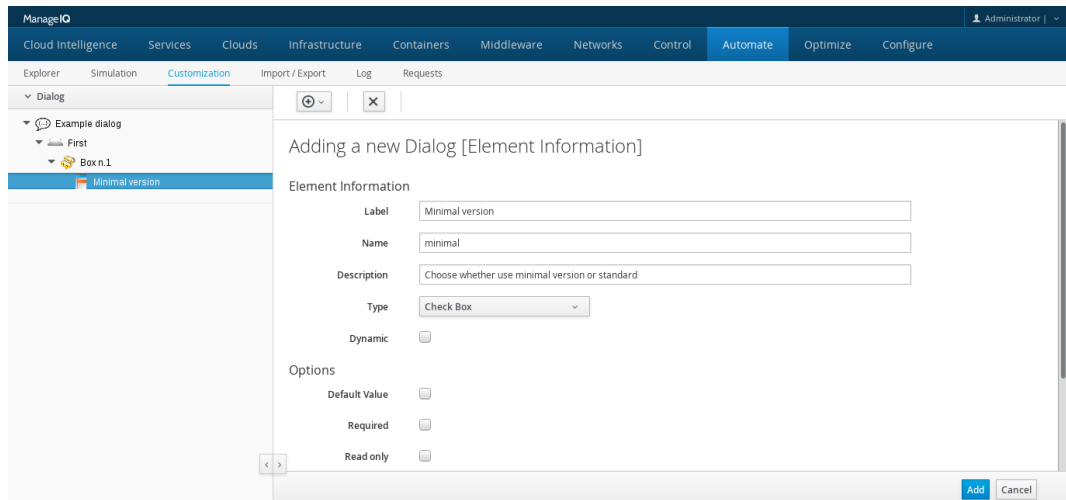 ManageIQ Administrator |
Cloud Intelligence Services Clouds Infrastructure Containers Middleware Networks Control Automate Optimize Configure
Explorer Simulation Customization Import / Export Log Requests
Dialog
Example dialog
First
Box n.1
Minimal version
Adding a new Dialog [Element Information]
Element Information
Label Minimal version
Name minimal
Description Choose whether use minimal version or standard
Type Check Box
Dynamic
Options
Default Value
Required
Read only
Add Cancel